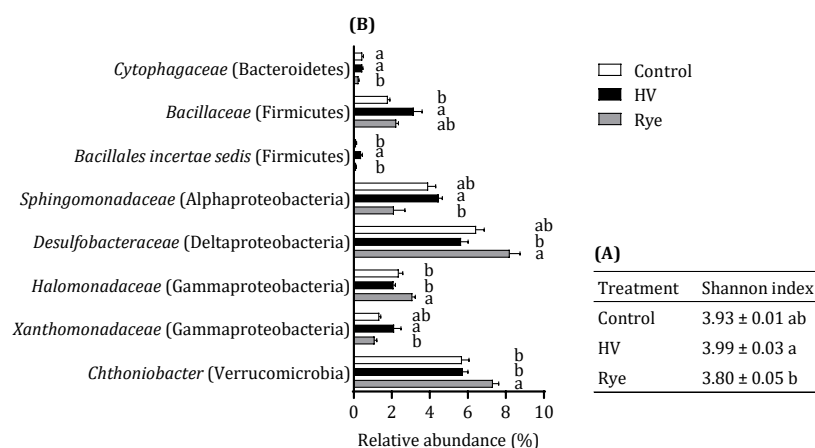 (B)
Cytophagaceae (Bacteroidetes)
a
a
b
Bacillaceae (Firmicutes)
b
a
ab
Bacillales incertae sedis (Firmicutes)
b
a
b
Sphingomonadaceae (Alphaproteobacteria)
ab
a
b
Desulfobacteraceae (Deltaproteobacteria)
ab
b
a
Halomonadaceae (Gammaproteobacteria)
b
b
a
Xanthomonadaceae (Gammaproteobacteria)
ab
a
b
Chthoniobacter (Verrucomicrobia)
b
b
a
0 2 4 6 8 10
Relative abundance (%)
Control
HV
Rye
(A)
Treatment Shannon index
Control 3.93 ± 0.01 ab
HV 3.99 ± 0.03 a
Rye 3.80 ± 0.05 b